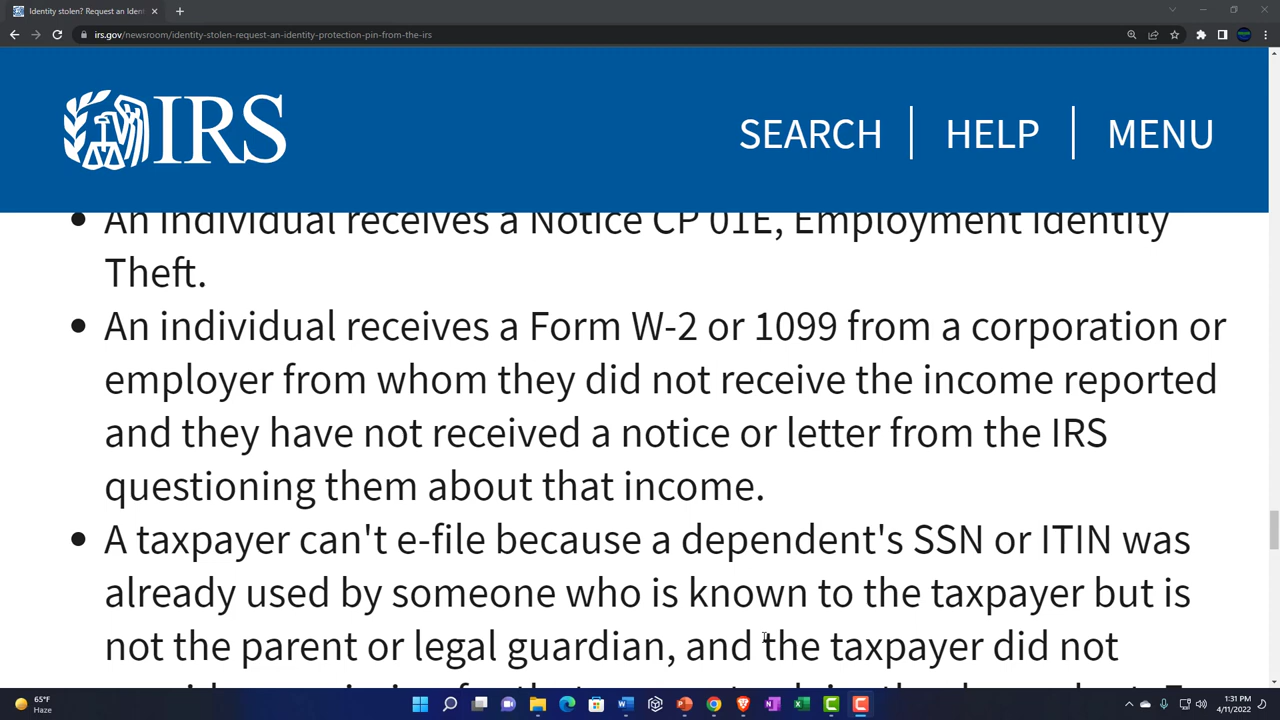 Identity stolen? Request an Iden
irs.gov/newsroom/identity-stolen-request-an-identity-protection-pin-from-the-irs
IRS
SEARCH
HELP
MENU
An individual receives a Notice CP 01E, Employment Identity
Theft.
An individual receives a Form W-2 or 1099 from a corporation or
employer from whom they did not receive the income reported
and they have not received a notice or letter from the IRS
questioning them about that income.
A taxpayer can't e-file because a dependent's SSN or ITIN was
already used by someone who is known to the taxpayer but is
not the parent or legal guardian, and the taxpayer did not
65°F
Haze
1:31 PM
4/11/2022